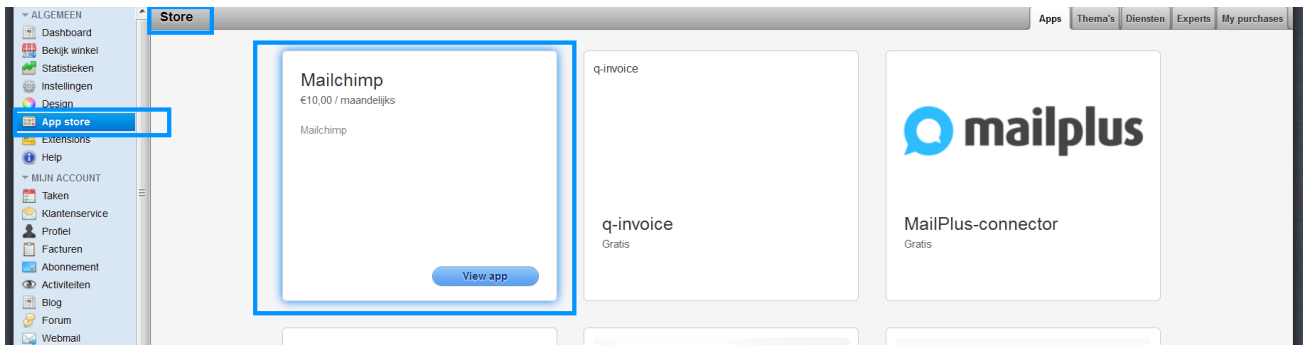 ALGEMEEN
Dashboard
Bekijk winkel
Statistieken
Instellingen
Design
App store
Extensions
Help
MIJN ACCOUNT
Taken
Klantenservice
Profiel
Facturen
Abonnement
Activiteiten
Blog
Forum
Webmail
Store
Apps
Thema's
Diensten
Experts
My purchases
Mailchimp
€10,00 / maandelijks
Mailchimp
View app
q-invoice
q-invoice
Gratis
mailplus
MailPlus-connector
Gratis